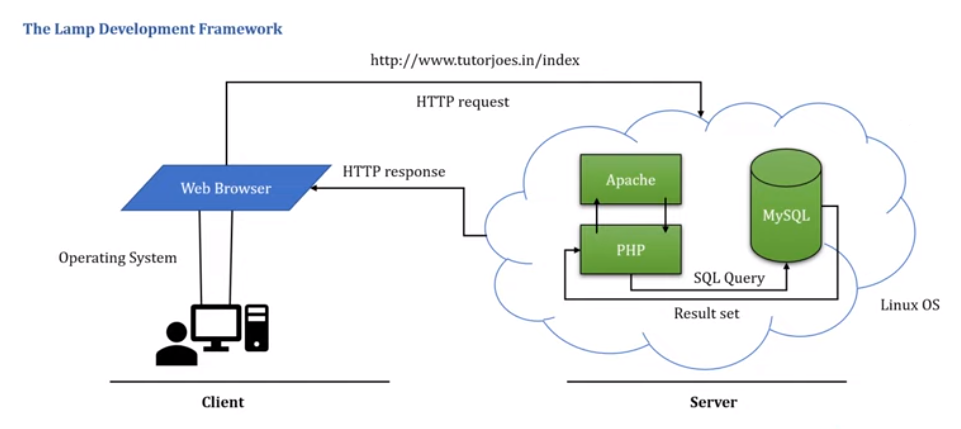 The Lamp Development Framework
http://www.tutorjoes.in/index
HTTP request
HTTP response
Web Browser
Apache
MySQL
PHP
Operating System
SQL Query
Result set
Linux OS
Client
Server